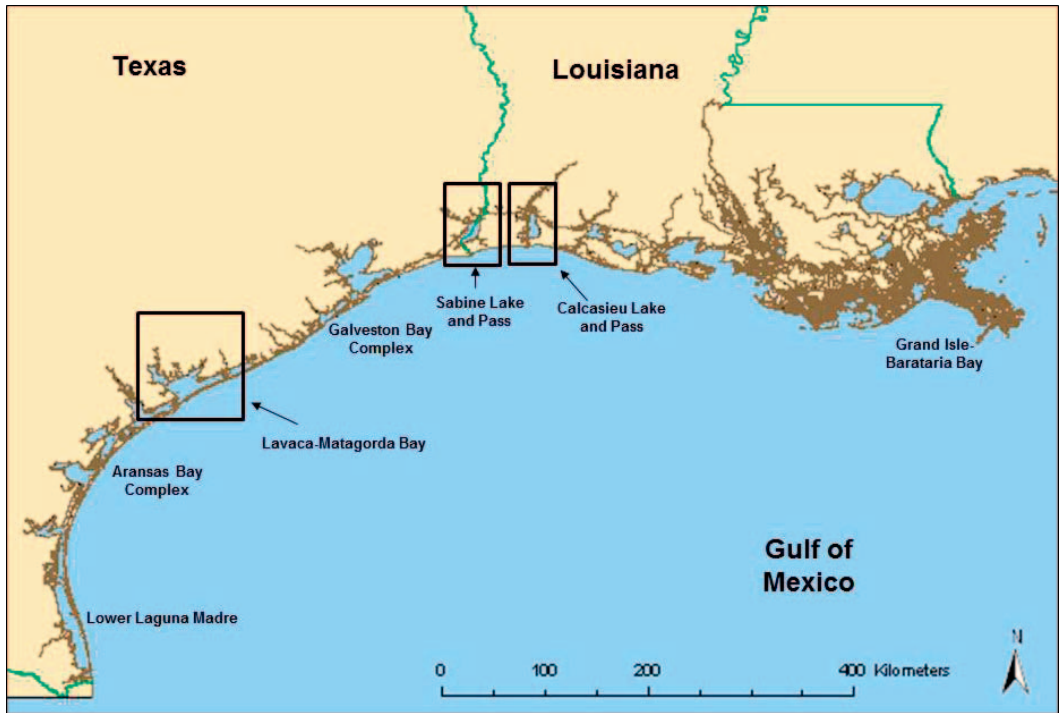 Texas
Louisiana
Sabine Lake
and Pass
Calcasieu Lake
and Pass
Galveston Bay
Complex
Grand Isle-
Barataria Bay
Lavaca-Matagorda Bay
Aransas Bay
Complex
Gulf of
Mexico
Lower Laguna Madre
N
0 100 200 400 Kilometers